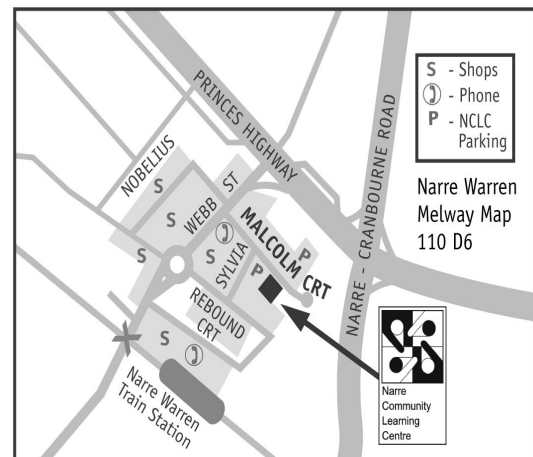 PRINCES HIGHWAY
S - Shops
- Phone
P - NCLC
Parking
Narre Warren
Melway Map
110 D6
NOBELIUS
S
S
S
WEBB ST
MALCOLM CRT
P
SYLVIA
S
P
REBOUND
CRT
NARRE - CRANBOURNE ROAD
S
Narre Warren
Train Station
Narre
Community
Learning
Centre